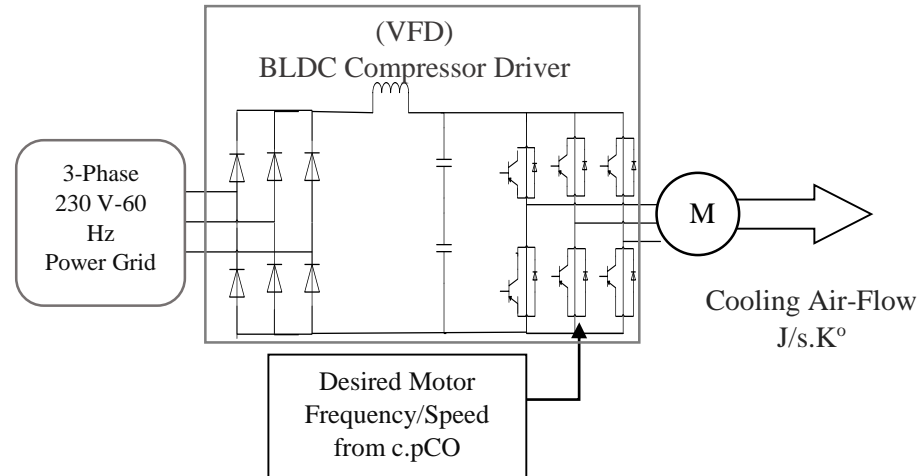 (VFD)
BLDC Compressor Driver
3-Phase
230 V-60
Hz
Power Grid
M
Cooling Air-Flow
J/s.Kº
Desired Motor
Frequency/Speed
from c.pCO